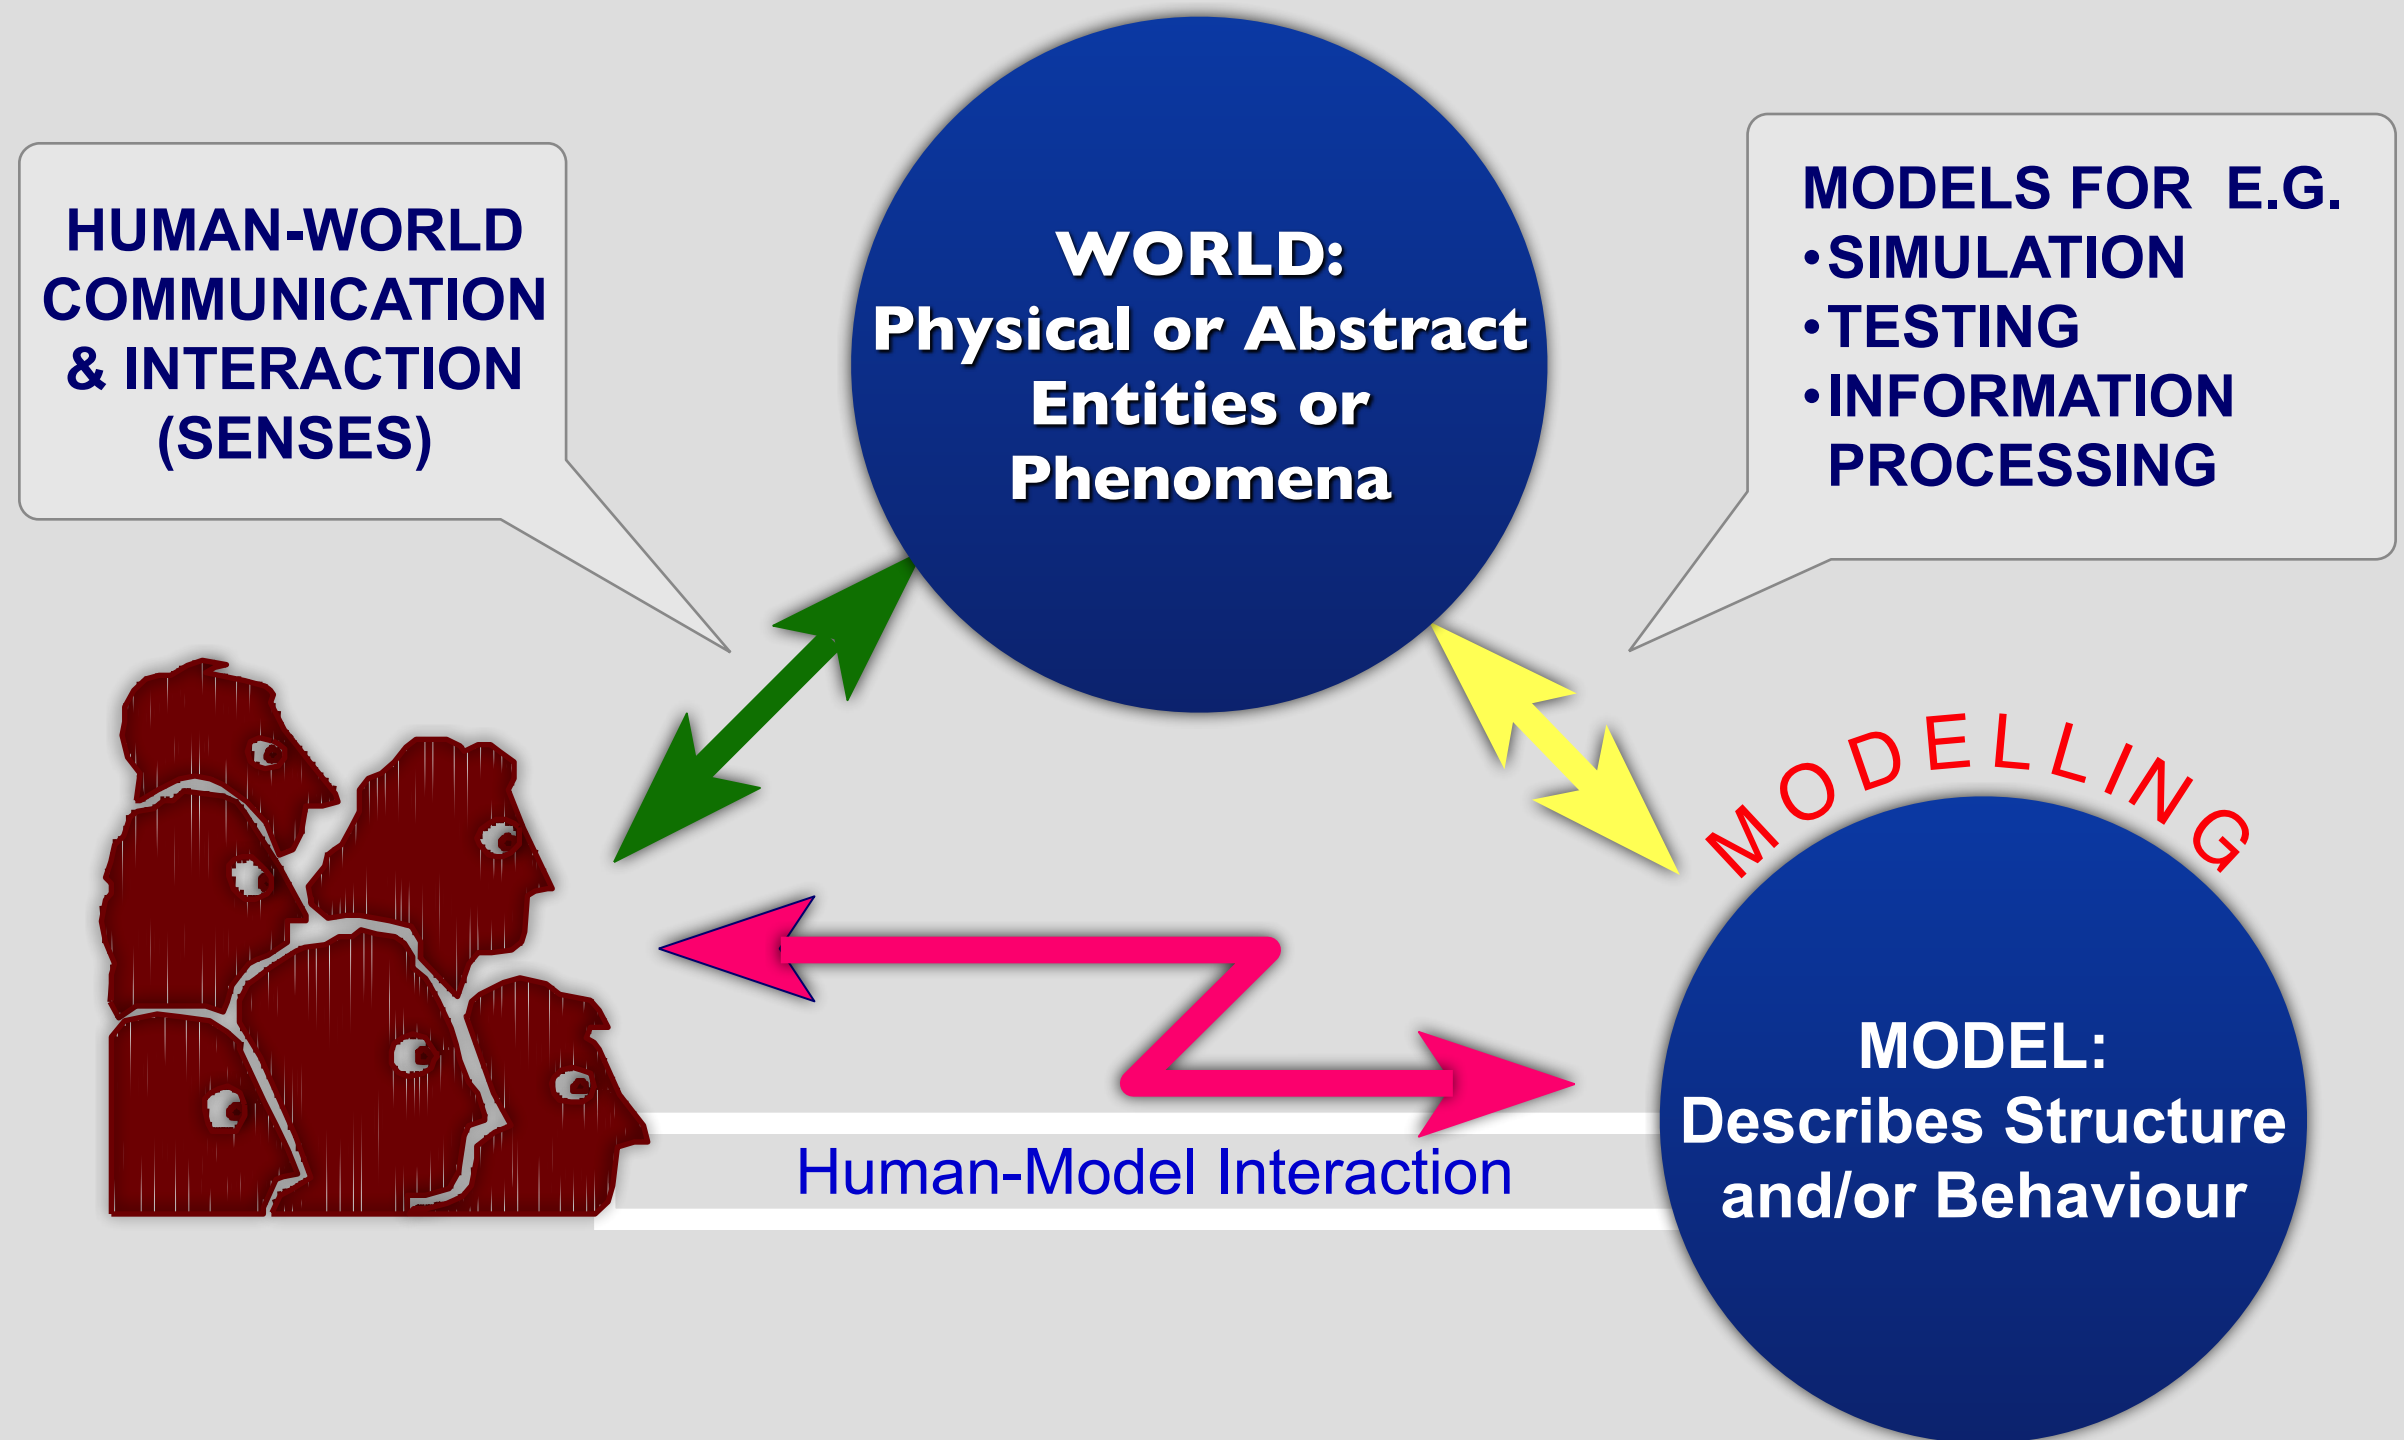 HUMAN-WORLD
COMMUNICATION
& INTERACTION
(SENSES)
WORLD:
Physical or Abstract
Entities or
Phenomena
MODELS FOR  E.G.
•SIMULATION
•TESTING
•INFORMATION
PROCESSING
MODELLING
MODEL:
Describes Structure
and/or Behaviour
Human-Model Interaction